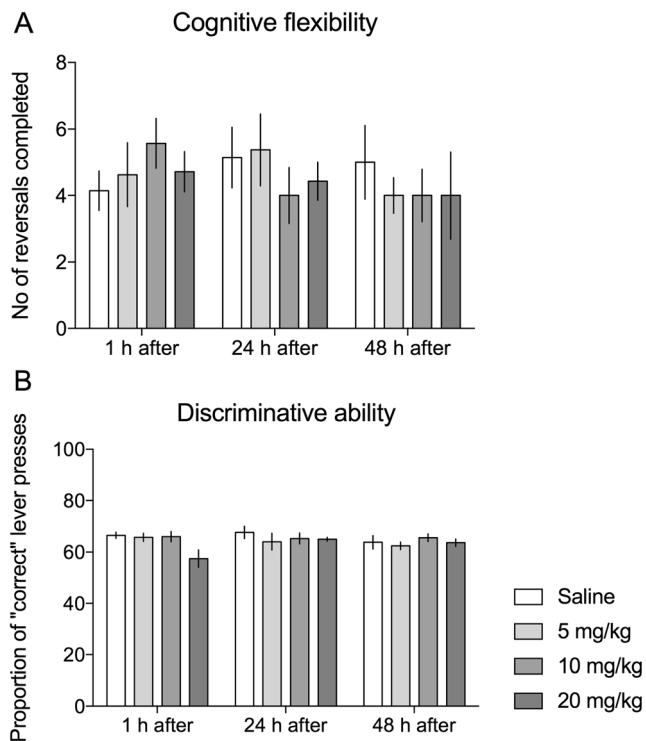 A
Cognitive flexibility
No of reversals completed
8
6
4
2
0
1 h after
24 h after
48 h after
B
Discriminative ability
Proportion of "correct" lever presses
100
80
60
40
20
0
1 h after
24 h after
48 h after
Saline
5 mg/kg
10 mg/kg
20 mg/kg